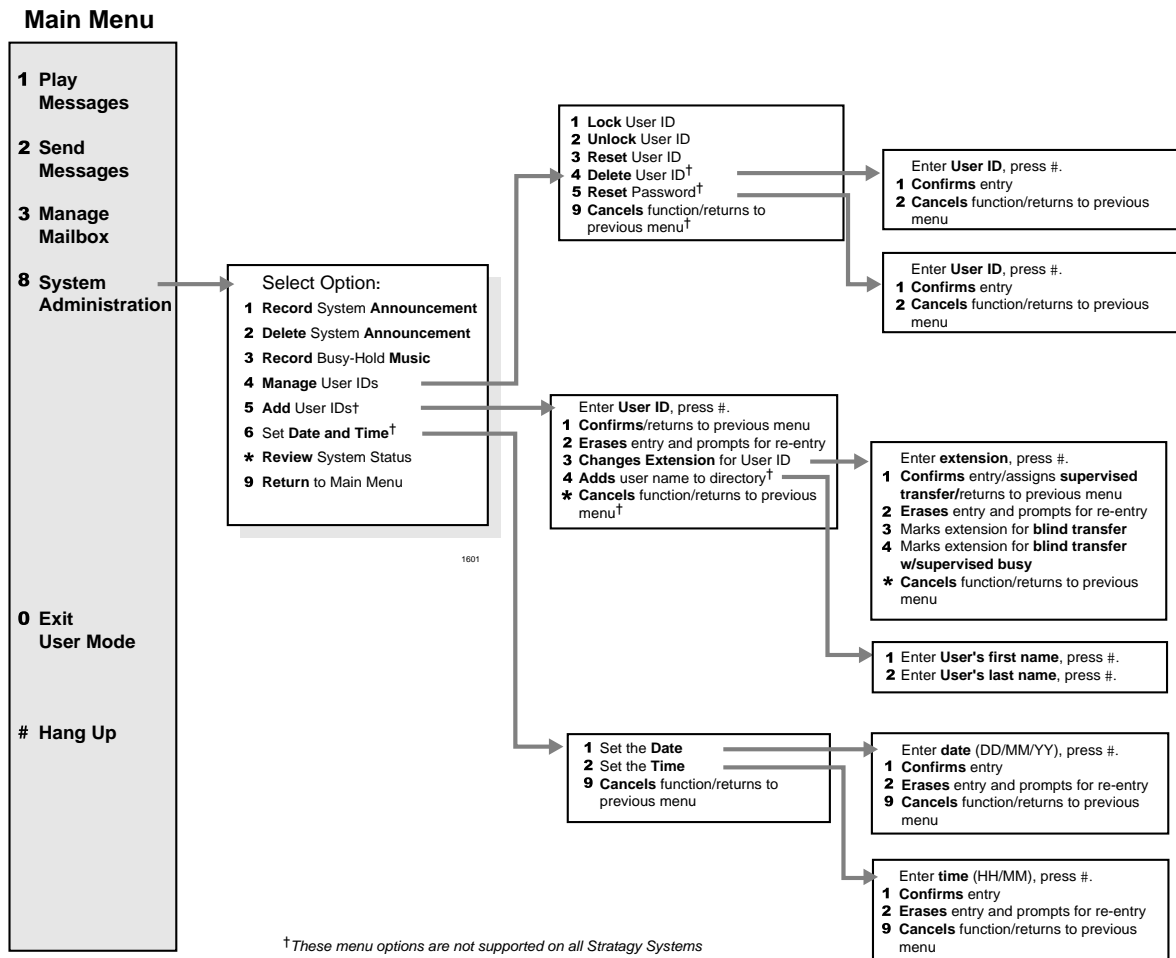 Main Menu
1 Play
Messages
2 Send
Messages
3 Manage
Mailbox
8 System
Administration
0 Exit
User Mode
# Hang Up
Select Option:
1 Record System Announcement
2 Delete System Announcement
3 Record Busy-Hold Music
4 Manage User IDs
5 Add User IDs†
6 Set Date and Time†
* Review System Status
9 Return to Main Menu
1601
1 Lock User ID
2 Unlock User ID
3 Reset User ID
4 Delete User ID†
5 Reset Password†
9 Cancels function/returns to
previous menu†
Enter User ID, press #.
1 Confirms entry
2 Cancels function/returns to previous
menu
Enter User ID, press #.
1 Confirms entry
2 Cancels function/returns to previous
menu
Enter User ID, press #.
1 Confirms/returns to previous menu
2 Erases entry and prompts for re-entry
3 Changes Extension for User ID
4 Adds user name to directory†
* Cancels function/returns to previous
menu†
Enter extension, press #.
1 Confirms entry/assigns supervised
transfer/returns to previous menu
2 Erases entry and prompts for re-entry
3 Marks extension for blind transfer
4 Marks extension for blind transfer
w/supervised busy
* Cancels function/returns to previous
menu
1 Enter User's first name, press #.
2 Enter User's last name, press #.
1 Set the Date
2 Set the Time
9 Cancels function/returns to
previous menu
Enter date (DD/MM/YY), press #.
1 Confirms entry
2 Erases entry and prompts for re-entry
9 Cancels function/returns to previous
menu
Enter time (HH/MM), press #.
1 Confirms entry
2 Erases entry and prompts for re-entry
9 Cancels function/returns to previous
menu
†These menu options are not supported on all Stratagy Systems